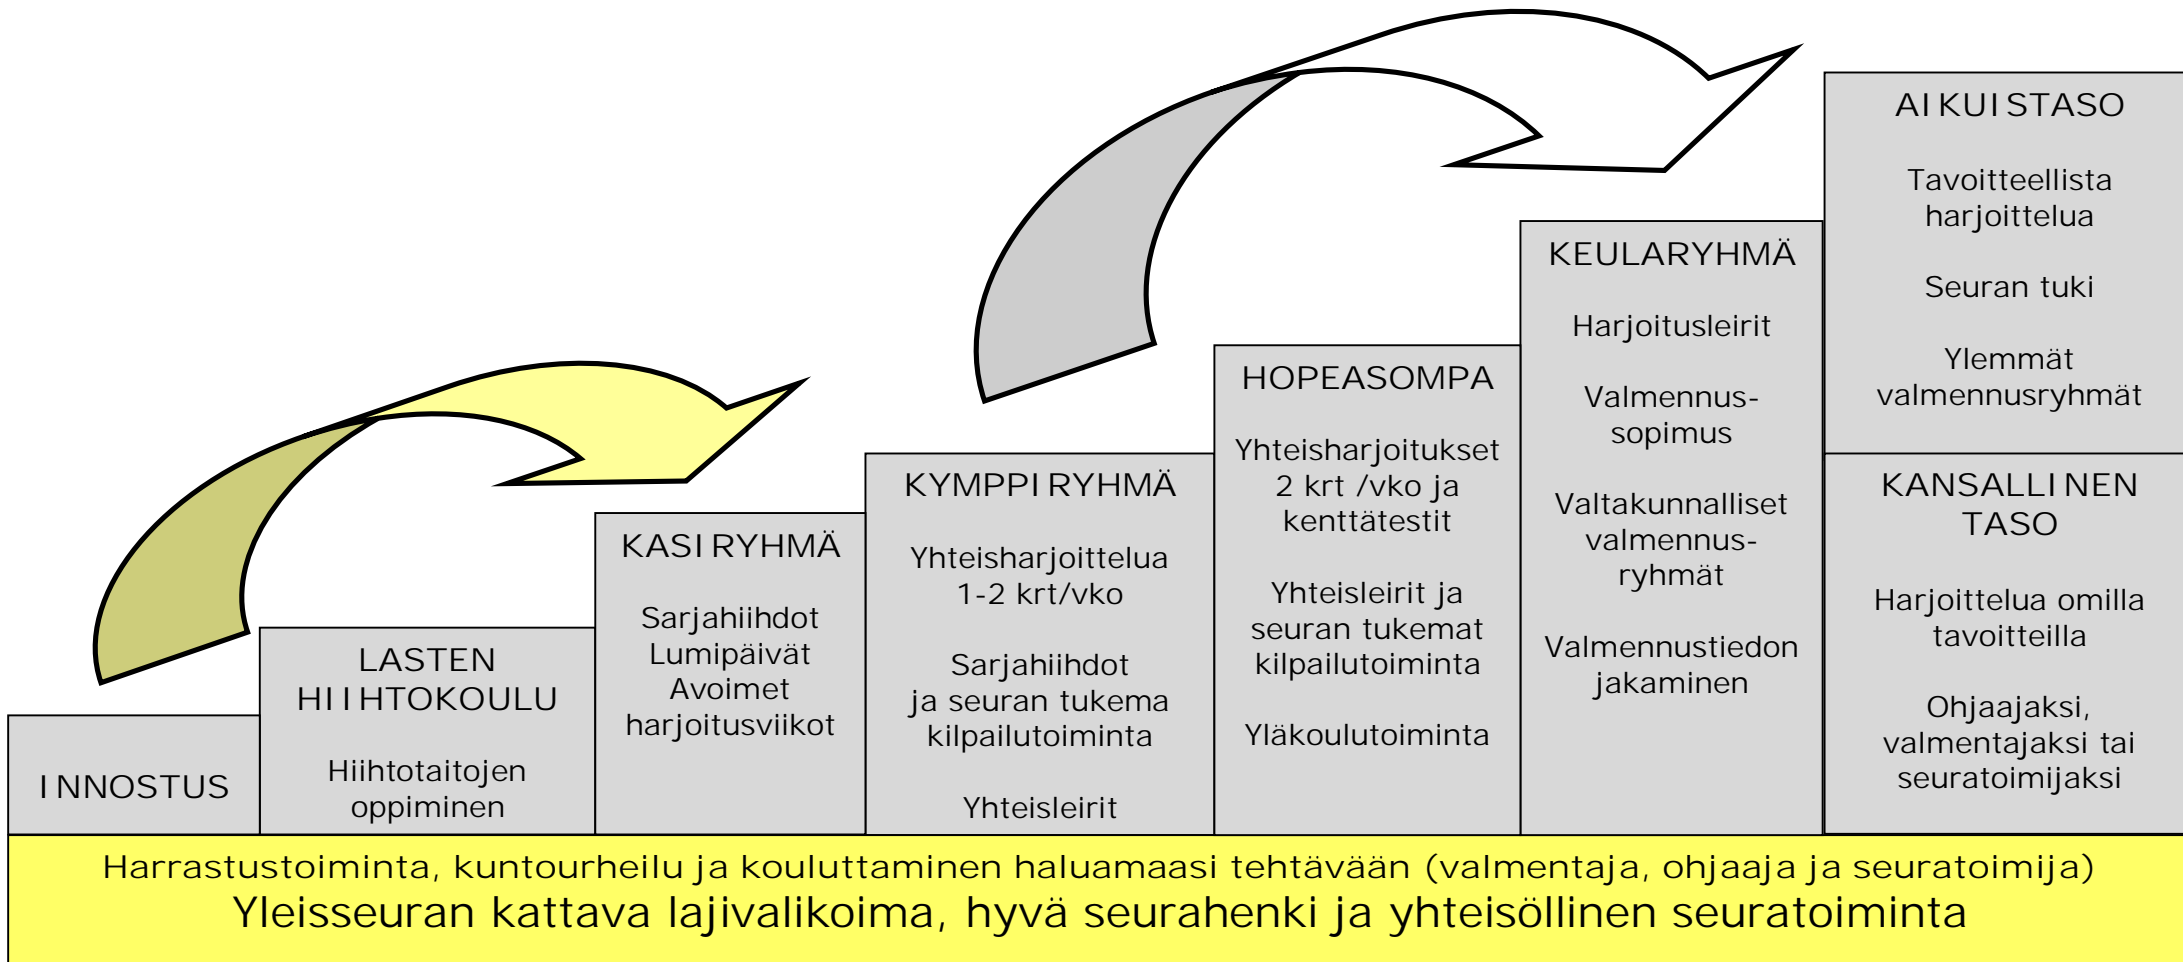 INNOSTUS
LASTEN
HIIHTOKOULU
Hiihtotaitojen
oppiminen
KASIRYHMÄ
Sarjahiihdot
Lumipäivät
Avoimet
harjoitusviikot
KYMPPIRYHMÄ
Yhteisharjoittelua
1-2 krt/vko
Sarjahiihdot
ja seuran tukema
kilpailutoiminta
Yhteisleirit
HOPEASOMPA
Yhteisharjoitukset
2 krt /vko ja
kenttätestit
Yhteisleirit ja
seuran tukemat
kilpailutoiminta
Yläkoulutoiminta
KEULARYHMÄ
Harjoitusleirit
Valmennus-
sopimus
Valtakunnalliset
valmennus-
ryhmät
Valmennustiedon
jakaminen
AIKUISTASO
Tavoitteellista
harjoittelua
Seuran tuki
Ylemmät
valmennusryhmät
KANSALLINEN
TASO
Harjoittelua omilla
tavoitteilla
Ohjaajaksi,
valmentajaksi tai
seuratoimijaksi
Harrastustoiminta, kuntourheilu ja kouluttaminen haluamaasi tehtävään (valmentaja, ohjaaja ja seuratoimija)
Yleisseuran kattava lajivalikoima, hyvä seurahenki ja yhteisöllinen seuratoiminta